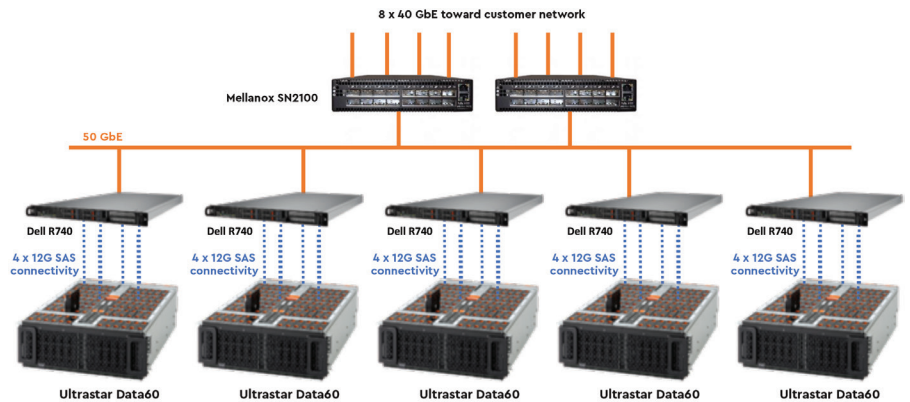 8 x 40 GbE toward customer network
Mellanox SN2100
50 GbE
Dell R740
Dell R740
Dell R740
Dell R740
Dell R740
4 x 12G SAS
connectivity
4 x 12G SAS
connectivity
4 x 12G SAS
connectivity
4 x 12G SAS
connectivity
4 x 12G SAS
connectivity
Ultrastar Data60
Ultrastar Data60
Ultrastar Data60
Ultrastar Data60
Ultrastar Data60